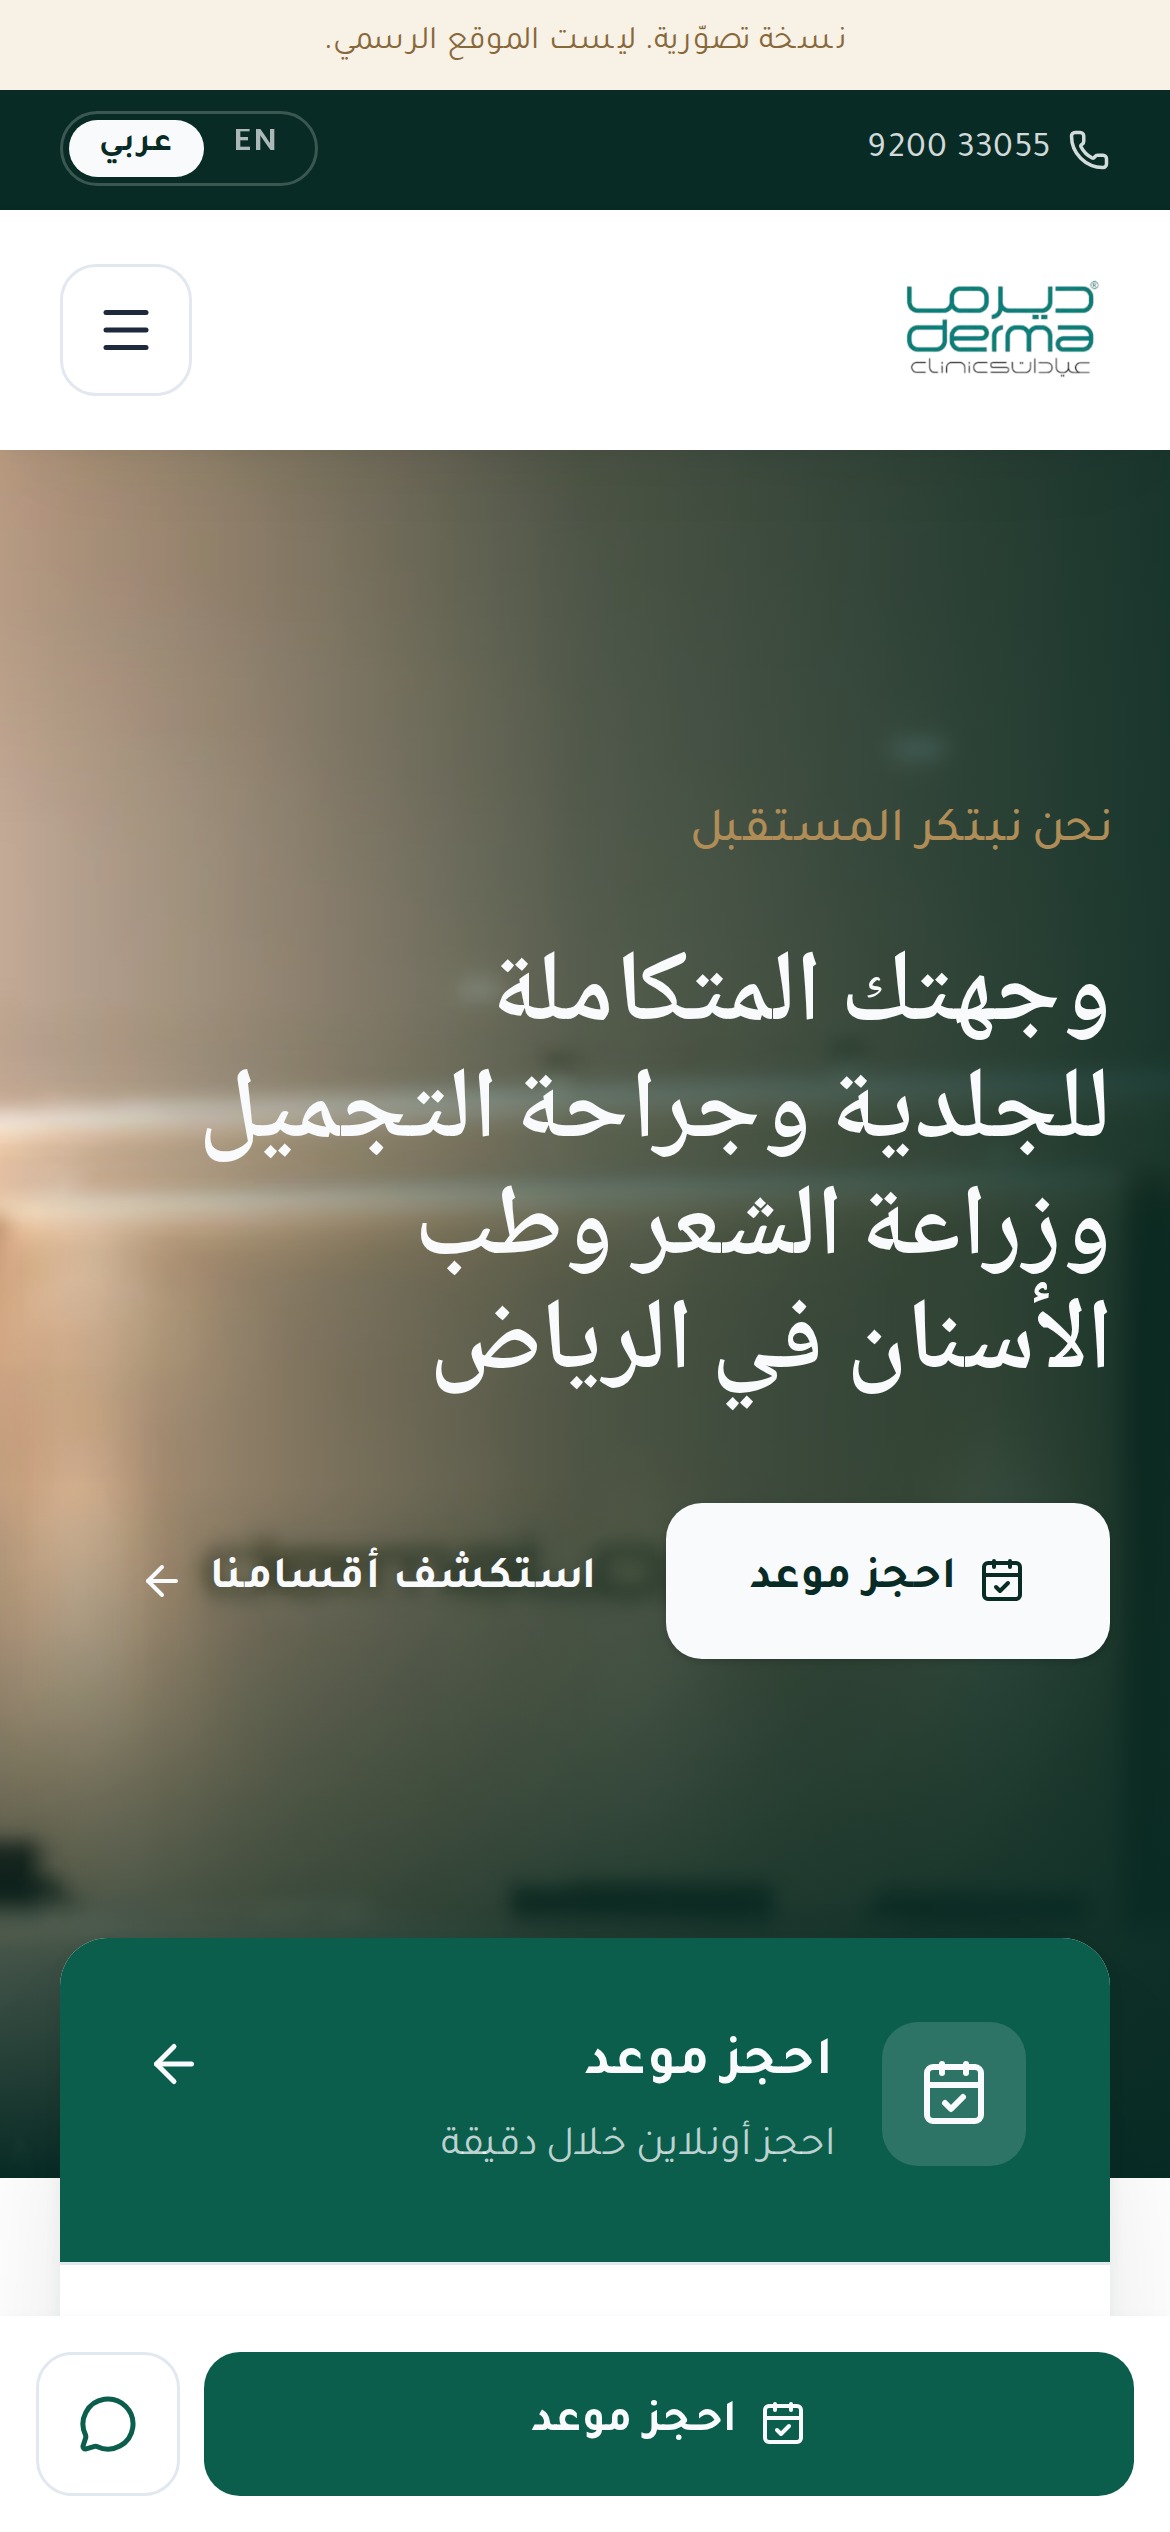 نسخة تصوّرية. ليست الموقع الرسمي.
9200 33055
EN
عربي
ديرما®
derma
clinics عيادات
نحن نبتكر المستقبل
وجهتك المتكاملة
للجلدية وجراحة التجميل
وزراعة الشعر وطب
الأسنان في الرياض
احجز موعد
استكشف أقسامنا
احجز موعد
احجز أونلاين خلال دقيقة
احجز موعد